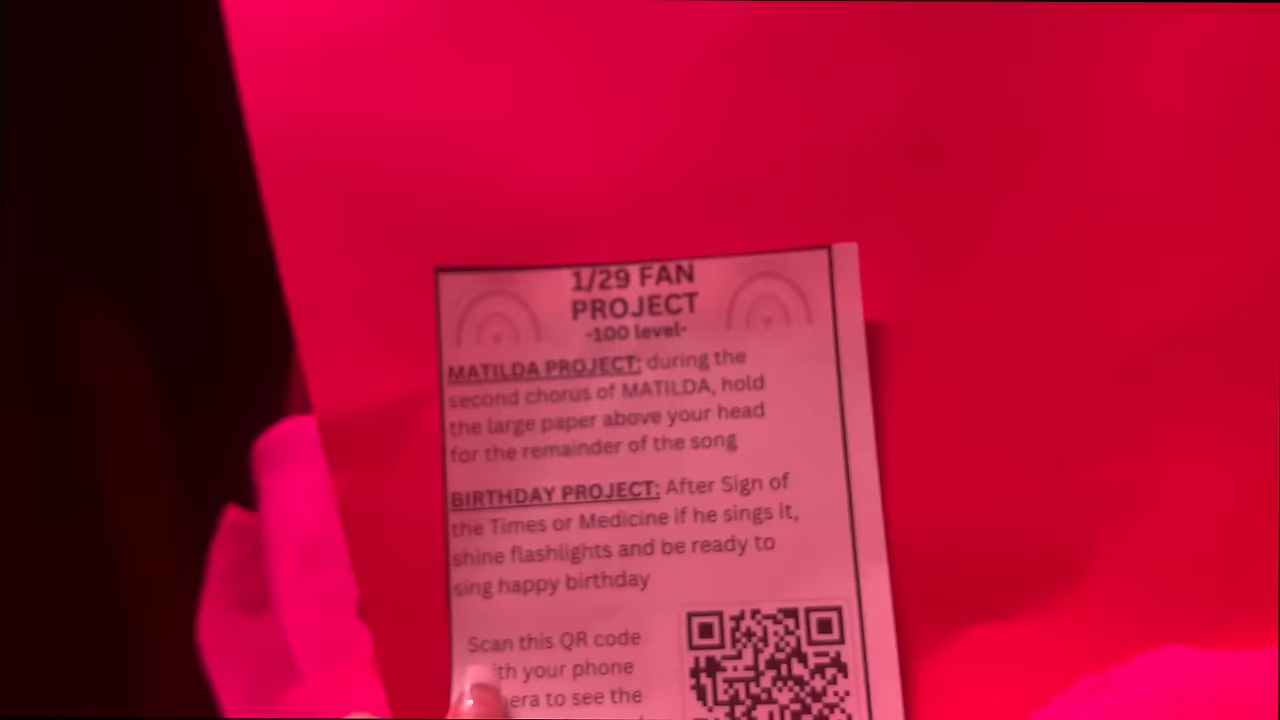 1/29 FAN
PROJECT
-100 level-
MATILDA PROJECT: during the
second chorus of MATILDA, hold
the large paper above your head
for the remainder of the song
BIRTHDAY PROJECT: After Sign of
the Times or Medicine if he sings it,
shine flashlights and be ready to
sing happy birthday
Scan this QR code
your phone
to see the